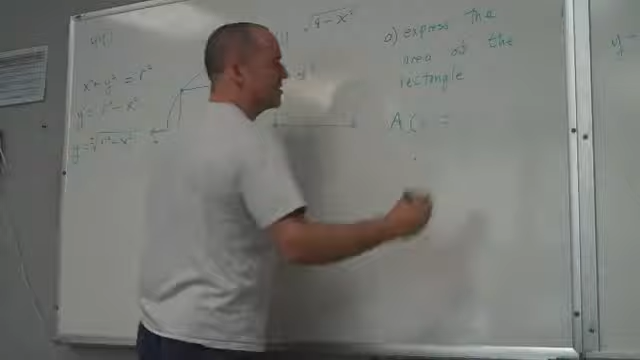 x² + y² = r²
y² = r² - x²
y = √r² - x²
√4 - x²
a) express the
area of the
rectangle
A ( ) =
y =